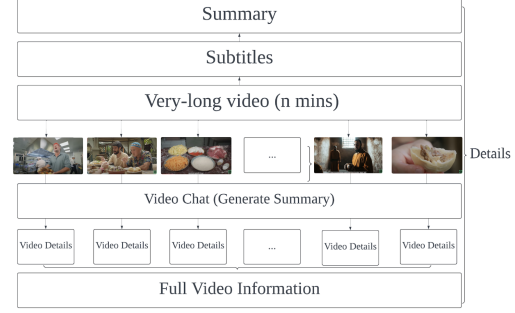 Summary
Subtitles
Very-long video (n mins)
...
Details
Video Chat (Generate Summary)
Video Details
Video Details
Video Details
...
Video Details
Video Details
Full Video Information